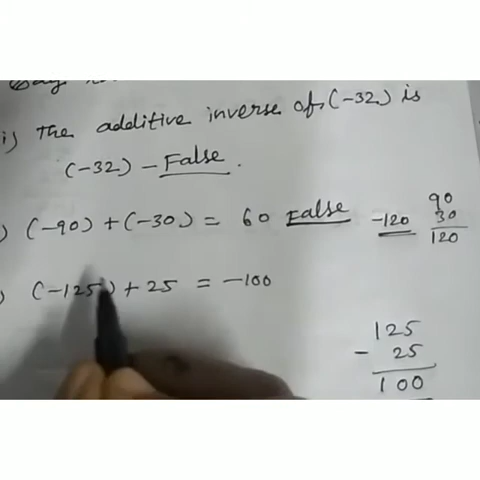 i) The additive inverse of (-32) is
(-32) - False.
) (-90) + (-30) = 60 False -120
90
30
120
) (-125) + 25 = -100
125
- 25
100